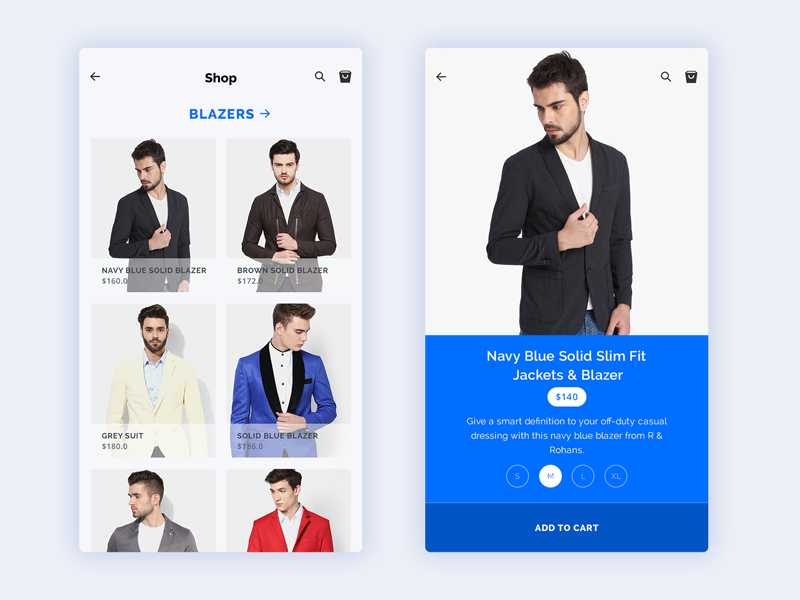 Shop
BLAZERS
NAVY BLUE SOLID BLAZER
$160.0
BROWN SOLID BLAZER
$172.0
GREY SUIT
$180.0
SOLID BLUE BLAZER
$186.0
Navy Blue Solid Slim Fit
Jackets & Blazer
$140
Give a smart definition to your off-duty casual
dressing with this navy blue blazer from R &
Rohans.
S M L XL
ADD TO CART